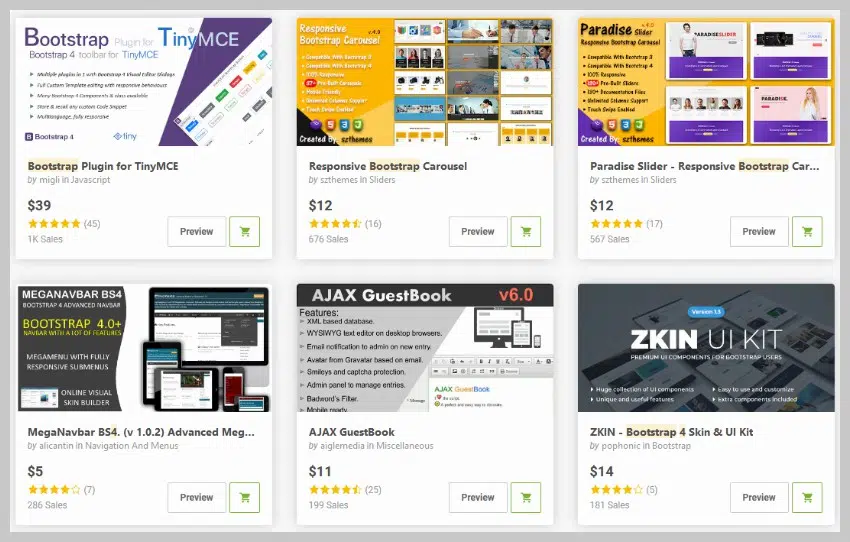 Bootstrap Plugin for TinyMCE
Bootstrap 4 toolbar for TinyMCE
Multiple plugins in 1 with Bootstrap 4 Visual Editor Dialogs
Full Custom Template editing with responsive behaviours
Many Bootstrap 4 Components & class available
Store & recall any custom Code Snippet
Multilanguage, fully responsive
B Bootstrap 4
tiny
Bootstrap Plugin for TinyMCE
by migli in Javascript
$39
(45)
1K Sales
Preview
Responsive
v.4.0
Bootstrap Carousel
Compatible With Bootstrap 3
Compatible With Bootstrap 4
100% Responsive
Pre-Built Carousels
Mobile Friendly
Unlimited Columns Support
Touch Swipe Enabled
Created by szthemes
Responsive Bootstrap Carousel
by szthemes in Sliders
$12
(16)
676 Sales
Preview
Paradise Slider
v.4.0
Responsive Bootstrap Carousel
Compatible With Bootstrap 3
Compatible With Bootstrap 4
100% Responsive
130+ Pre-Built Sliders
130+ Documentation Files
Unlimited Columns Support
Touch Swipe Enabled
Created By szthemes
PARADISESLIDER
PARADISE.
Paradise Slider - Responsive Bootstrap Car...
by szthemes in Sliders
$12
(17)
567 Sales
Preview
MEGANAVBAR BS4
BOOTSTRAP 4 ADVANCED NAVBAR
BOOTSTRAP 4.0+
NAVBAR WITH A LOT OF FEATURES
MEGAMENU WITH FULLY
RESPONSIVE SUBMENUS
ONLINE VISUAL
SKIN BUILDER
MegaNavbar BS4. (v 1.0.2) Advanced Meg...
by alicantin in Navigation And Menus
$5
(7)
286 Sales
Preview
AJAX GuestBook v6.0
Features:
XML based database.
WYSIWYG text editor on desktop browsers.
Email notification to admin on new entry.
Avatar from Gravatar based on email.
Smileys and captcha protection.
Admin panel to manage entries.
Badword's Filter.
Mobile ready.
Message
AJAX GuestBook
AJAX GuestBook
by aiglemedia in Miscellaneous
$11
(25)
199 Sales
Preview
Version 1.5
ZKIN UI KIT
PREMIUM UI COMPONENTS FOR BOOTSTRAP USERS
Huge collection of UI components
Easy to use and customize
Unique and useful features
Extra components included
ZKIN - Bootstrap 4 Skin & UI Kit
by pophonic in Bootstrap
$14
(5)
181 Sales
Preview